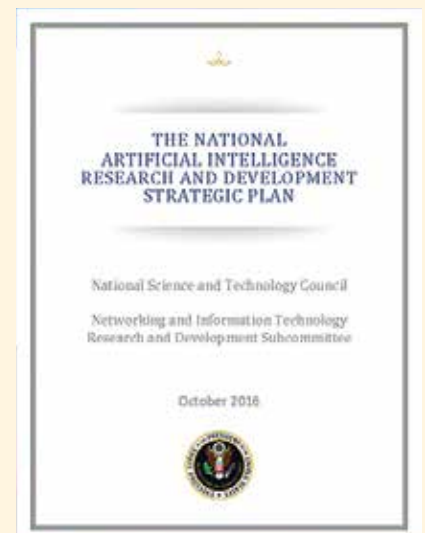 THE NATIONAL
ARTIFICIAL INTELLIGENCE
RESEARCH AND DEVELOPMENT
STRATEGIC PLAN
National Science and Technology Council
Networking and Information Technology
Research and Development Subcommittee
October 2016